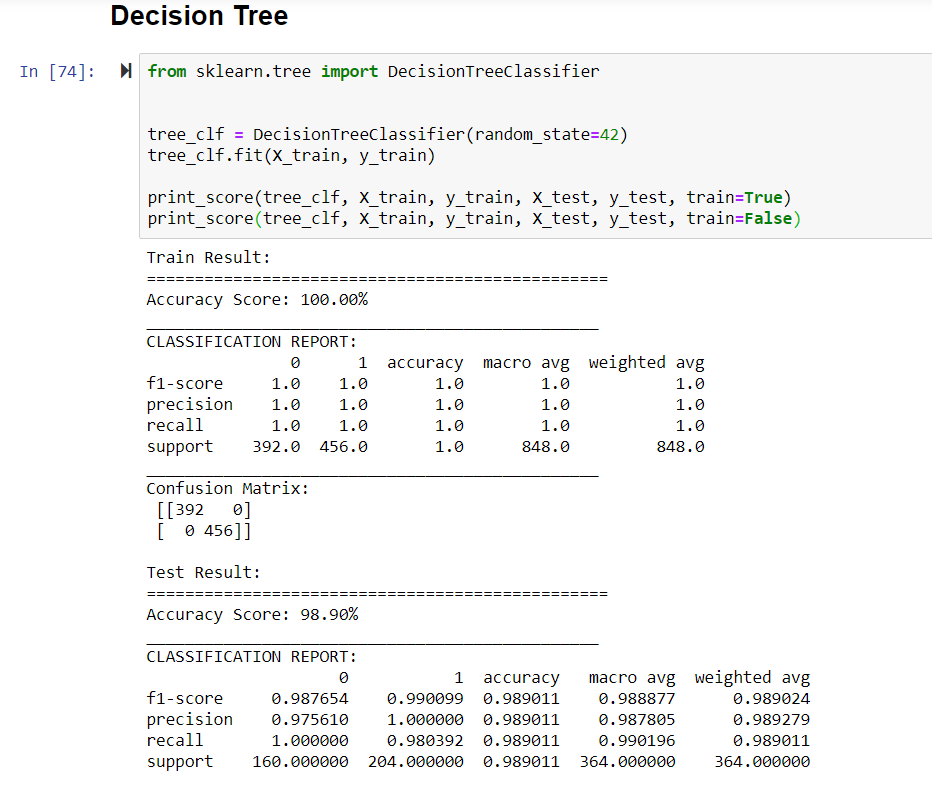 Decision Tree
In [74]:
from sklearn.tree import DecisionTreeClassifier
tree_clf = DecisionTreeClassifier(random_state=42)
tree_clf.fit(X_train, y_train)
print_score(tree_clf, X_train, y_train, X_test, y_test, train=True)
print_score(tree_clf, X_train, y_train, X_test, y_test, train=False)
Train Result:
================================================
Accuracy Score: 100.00%
_______________________________________________
CLASSIFICATION REPORT:
               0      1  accuracy  macro avg  weighted avg
f1-score     1.0    1.0       1.0        1.0           1.0
precision    1.0    1.0       1.0        1.0           1.0
recall       1.0    1.0       1.0        1.0           1.0
support    392.0  456.0       1.0      848.0         848.0
_______________________________________________
Confusion Matrix:
 [[392   0]
 [  0 456]]
Test Result:
================================================
Accuracy Score: 98.90%
_______________________________________________
CLASSIFICATION REPORT:
                    0           1  accuracy   macro avg  weighted avg
f1-score     0.987654    0.990099  0.989011    0.988877      0.989024
precision    0.975610    1.000000  0.989011    0.987805      0.989279
recall       1.000000    0.980392  0.989011    0.990196      0.989011
support    160.000000  204.000000  0.989011  364.000000    364.000000